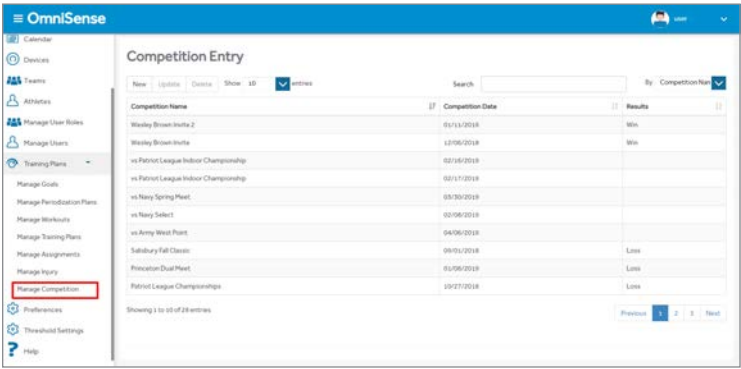 ≡ OmniSense
user
Calendar
Devices
Teams
Athletes
Manage User Roles
Manage Users
Training Plans
Manage Goals
Manage Periodization Plans
Manage Workouts
Manage Training Plans
Manage Assignments
Manage Injury
Manage Competition
Preferences
Threshold Settings
? Help
Competition Entry
New Update Delete Show 10 entries Search By Competition Nan
Competition Name Competition Date Results
Wesley Brown Invite 2 Win
Wesley Brown Invite 12/08/2018 Win
vs Patriot League Indoor Championship 02/16/2019
vs Patriot League Indoor Championship 02/17/2019
vs Navy Spring Meet 03/30/2019
vs Navy Select 02/08/2019
vs Army West Point 04/06/2019
Salisbury Fall Classic 09/01/2018 Loss
Princeton Dual Meet 01/08/2019 Loss
Patriot League Championships 10/27/2018 Loss
Showing 1 to 10 of 28 entries
Previous 1 2 3 Next